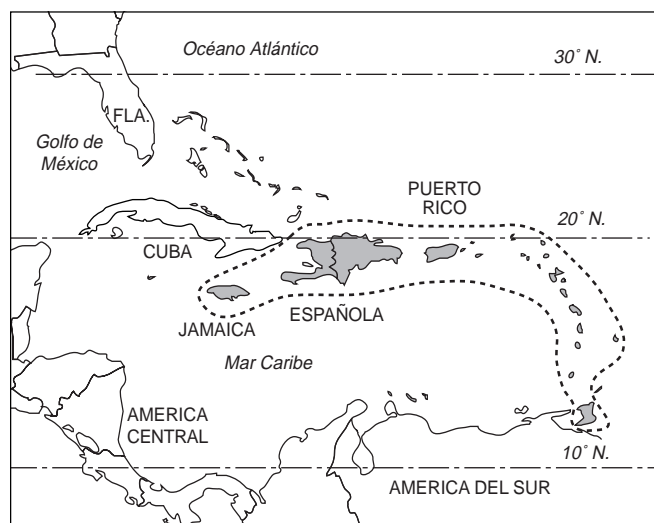 Océano Atlántico
30° N.
FLA.
Golfo de
México
PUERTO
RICO
20° N.
CUBA
JAMAICA
ESPAÑOLA
Mar Caribe
AMERICA
CENTRAL
10° N.
AMERICA DEL SUR